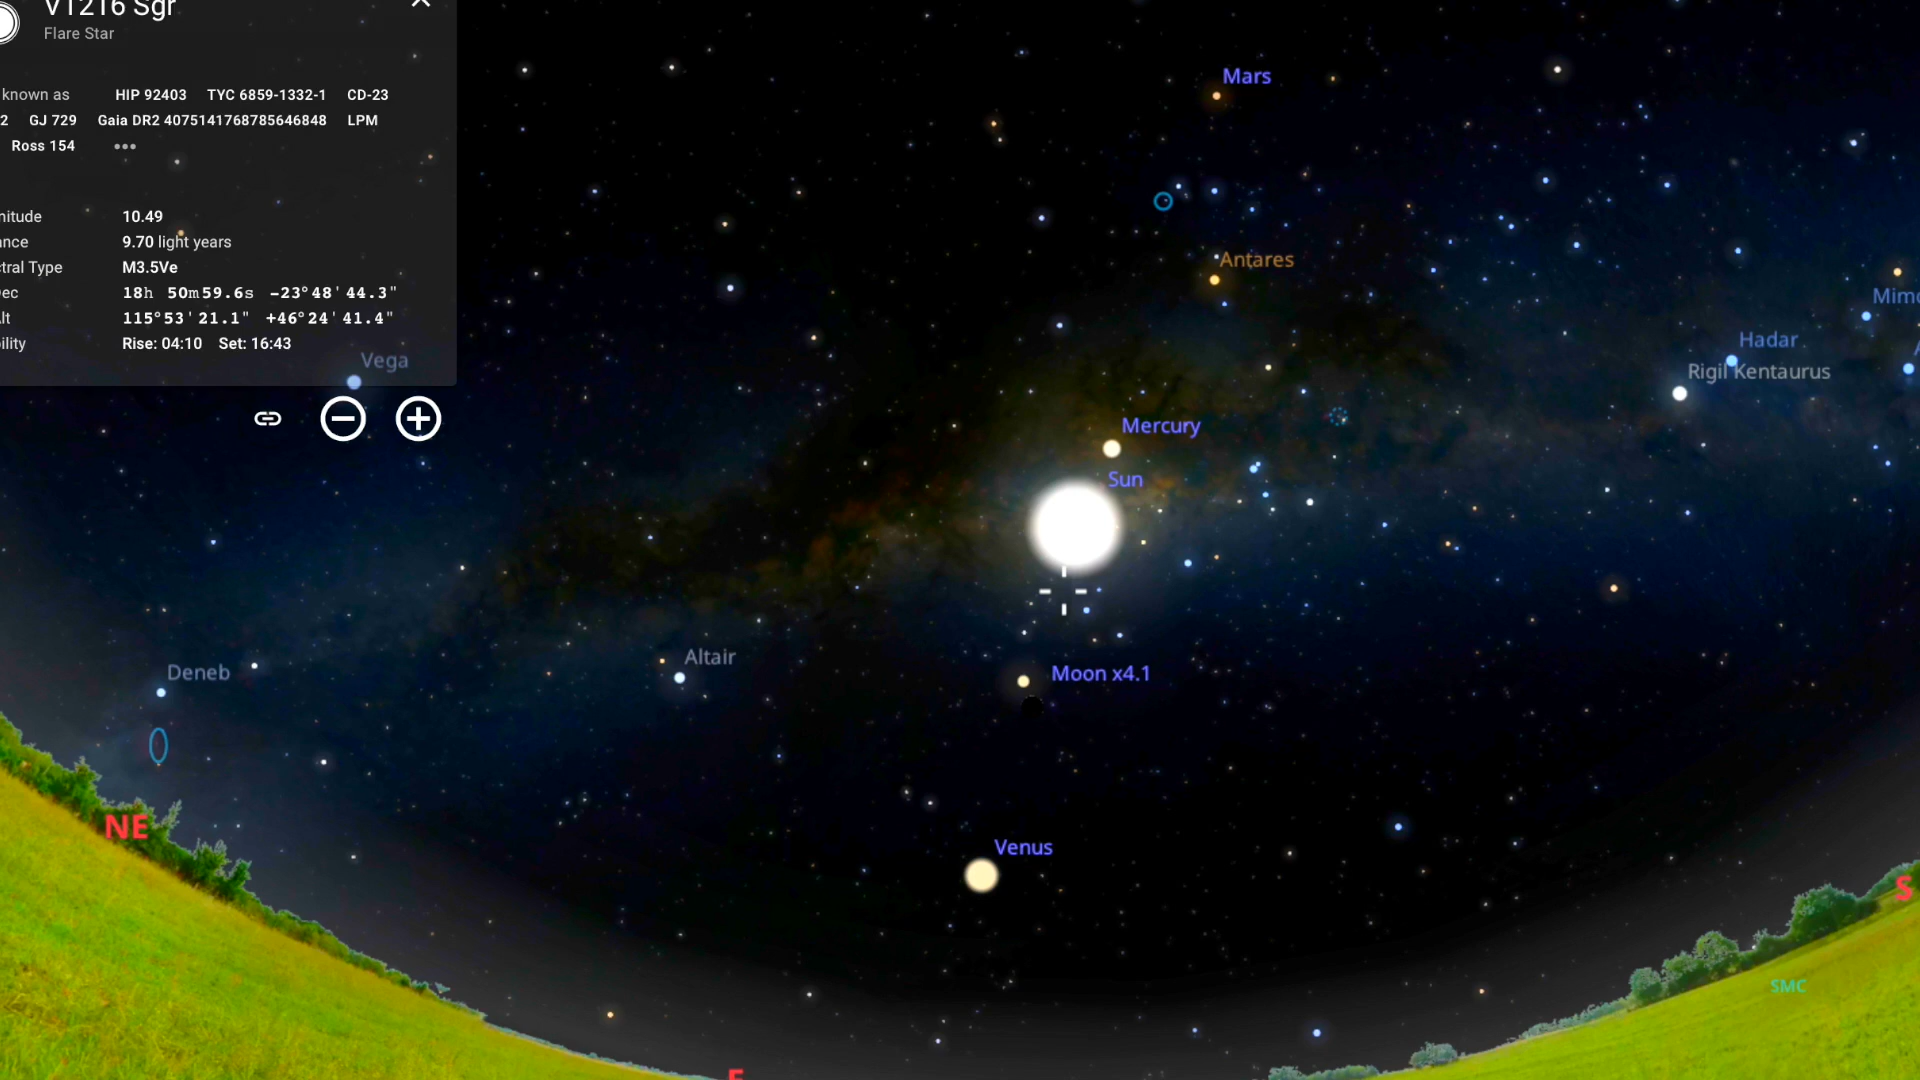 V1216 Sgr
Flare Star
known as HIP 92403 TYC 6859-1332-1 CD-23
2 GJ 729 Gaia DR2 4075141768785646848 LPM
Ross 154 •••
nitude 10.49
ance 9.70 light years
tral Type M3.5Ve
ec 18h 50m59.6s -23°48'44.3"
lt 115°53'21.1" +46°24'41.4"
ility Rise: 04:10 Set: 16:43
Mars
Antares
Mim
Hadar
Rigil Kentaurus
Vega
Mercury
Sun
Altair
Deneb
Moon x4.1
NE
Venus
S
SMC
E